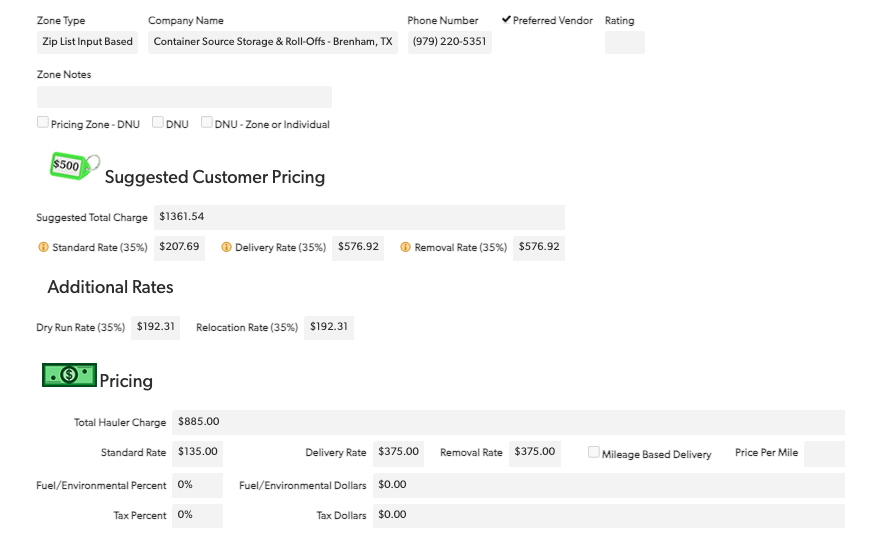 Zone Type Company Name Phone Number ✔ Preferred Vendor Rating
Zip List Input Based Container Source Storage & Roll-Offs - Brenham, TX (979) 220-5351
Zone Notes
Pricing Zone - DNU DNU DNU - Zone or Individual
$500
Suggested Customer Pricing
Suggested Total Charge $1361.54
Standard Rate (35%) $207.69 Delivery Rate (35%) $576.92 Removal Rate (35%) $576.92
Additional Rates
Dry Run Rate (35%) $192.31 Relocation Rate (35%) $192.31
$ Pricing
Total Hauler Charge $885.00
Standard Rate $135.00 Delivery Rate $375.00 Removal Rate $375.00 Mileage Based Delivery Price Per Mile
Fuel/Environmental Percent 0% Fuel/Environmental Dollars $0.00
Tax Percent 0% Tax Dollars $0.00